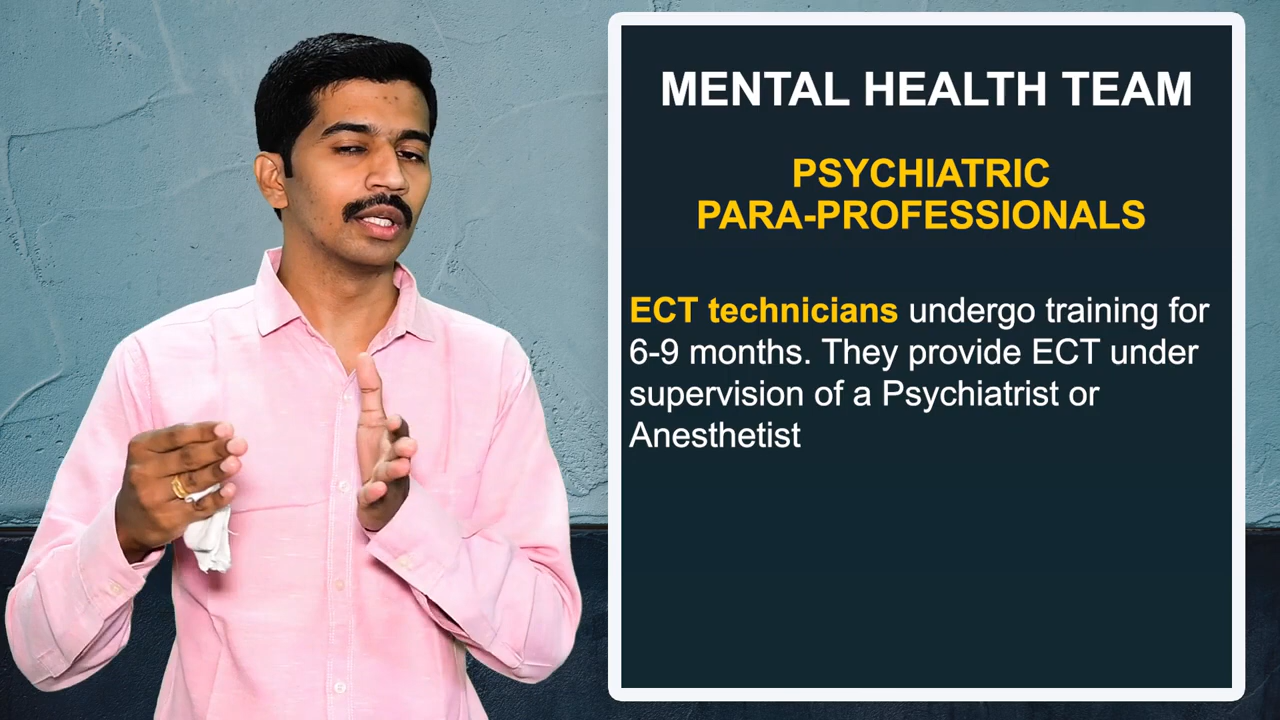 MENTAL HEALTH TEAM
PSYCHIATRIC
PARA-PROFESSIONALS
ECT technicians undergo training for
6-9 months. They provide ECT under
supervision of a Psychiatrist or
Anesthetist